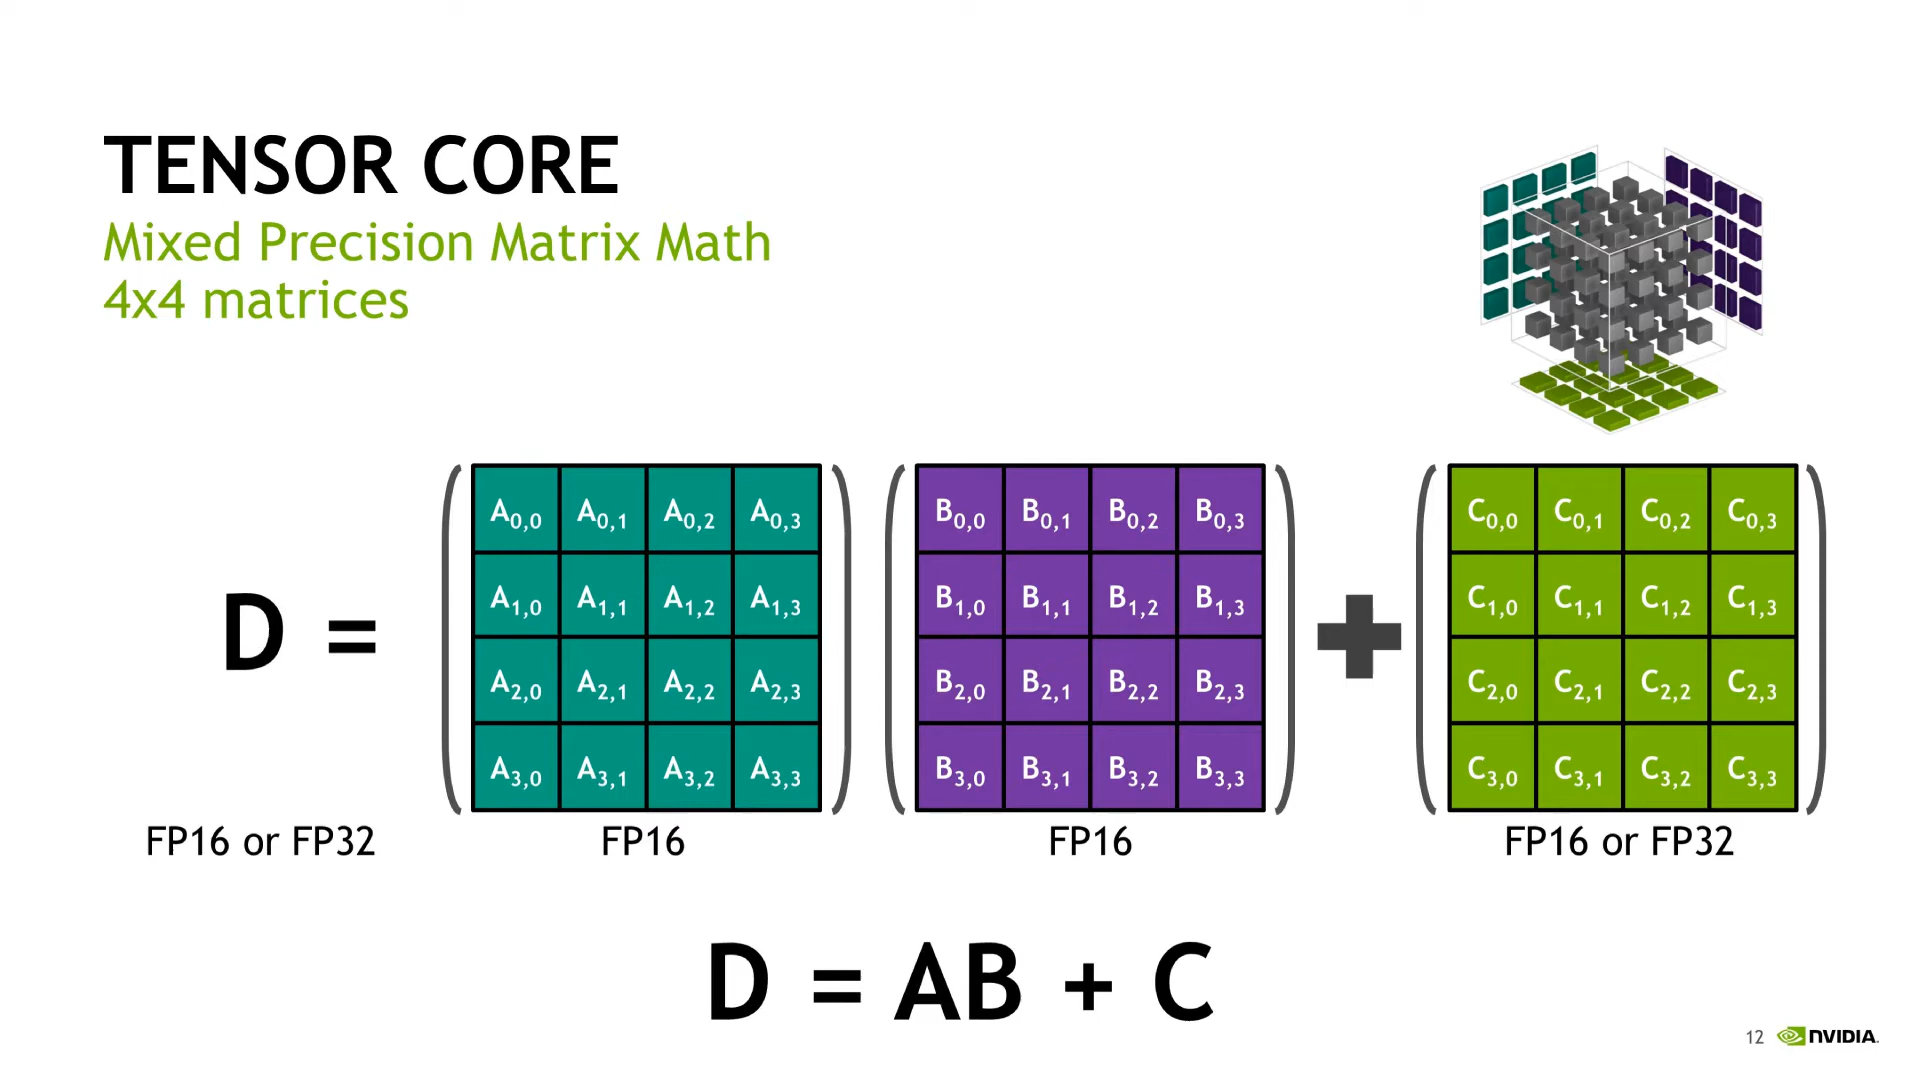 TENSOR CORE
Mixed Precision Matrix Math
4x4 matrices
D =
A0,0 A0,1 A0,2 A0,3
A1,0 A1,1 A1,2 A1,3
A2,0 A2,1 A2,2 A2,3
A3,0 A3,1 A3,2 A3,3
B0,0 B0,1 B0,2 B0,3
B1,0 B1,1 B1,2 B1,3
B2,0 B2,1 B2,2 B2,3
B3,0 B3,1 B3,2 B3,3
+
C0,0 C0,1 C0,2 C0,3
C1,0 C1,1 C1,2 C1,3
C2,0 C2,1 C2,2 C2,3
C3,0 C3,1 C3,2 C3,3
FP16 or FP32
FP16
FP16
FP16 or FP32
D = AB + C
12 NVIDIA.